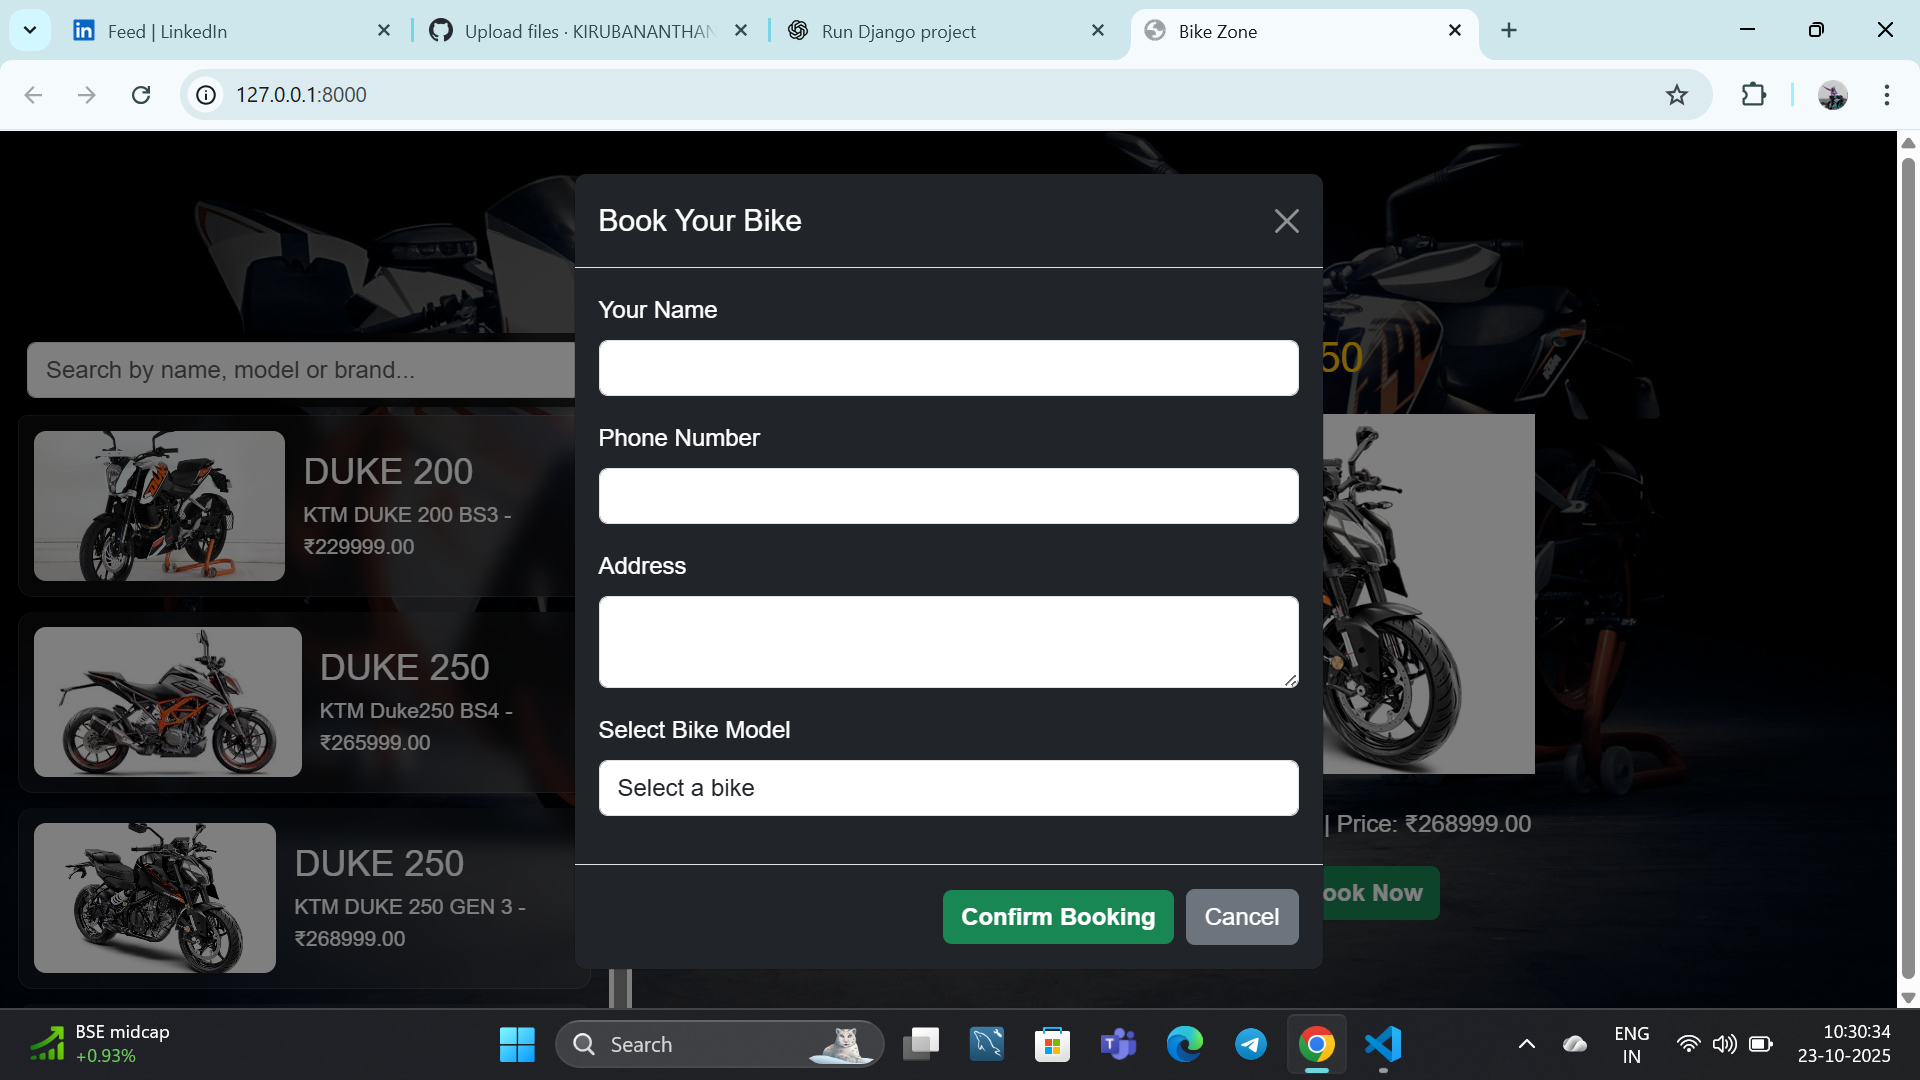 Feed | LinkedIn
Upload files · KIRUBANANTHAN
Run Django project
Bike Zone
127.0.0.1:8000
Book Your Bike
Your Name
Phone Number
Address
Select Bike Model
Select a bike
Confirm Booking
Cancel
Search by name, model or brand...
DUKE 200
KTM DUKE 200 BS3 -
₹229999.00
DUKE 250
KTM Duke250 BS4 -
₹265999.00
DUKE 250
KTM DUKE 250 GEN 3 -
₹268999.00
50
| Price: ₹268999.00
ook Now
BSE midcap
+0.93%
Search
ENG
IN
10:30:34
23-10-2025